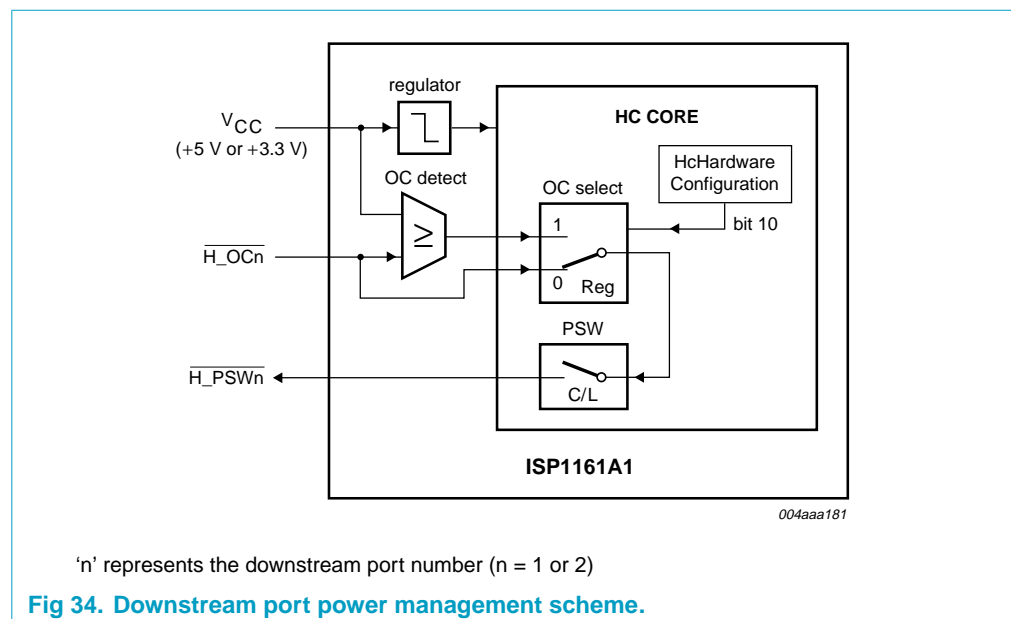 regulator
HC CORE
VCC
(+5 V or +3.3 V)
HcHardware
Configuration
OC detect
OC select
1
bit 10
≥
H_OCn
0
Reg
PSW
H_PSWn
C/L
ISP1161A1
004aaa181
‘n’ represents the downstream port number (n = 1 or 2)
Fig 34. Downstream port power management scheme.